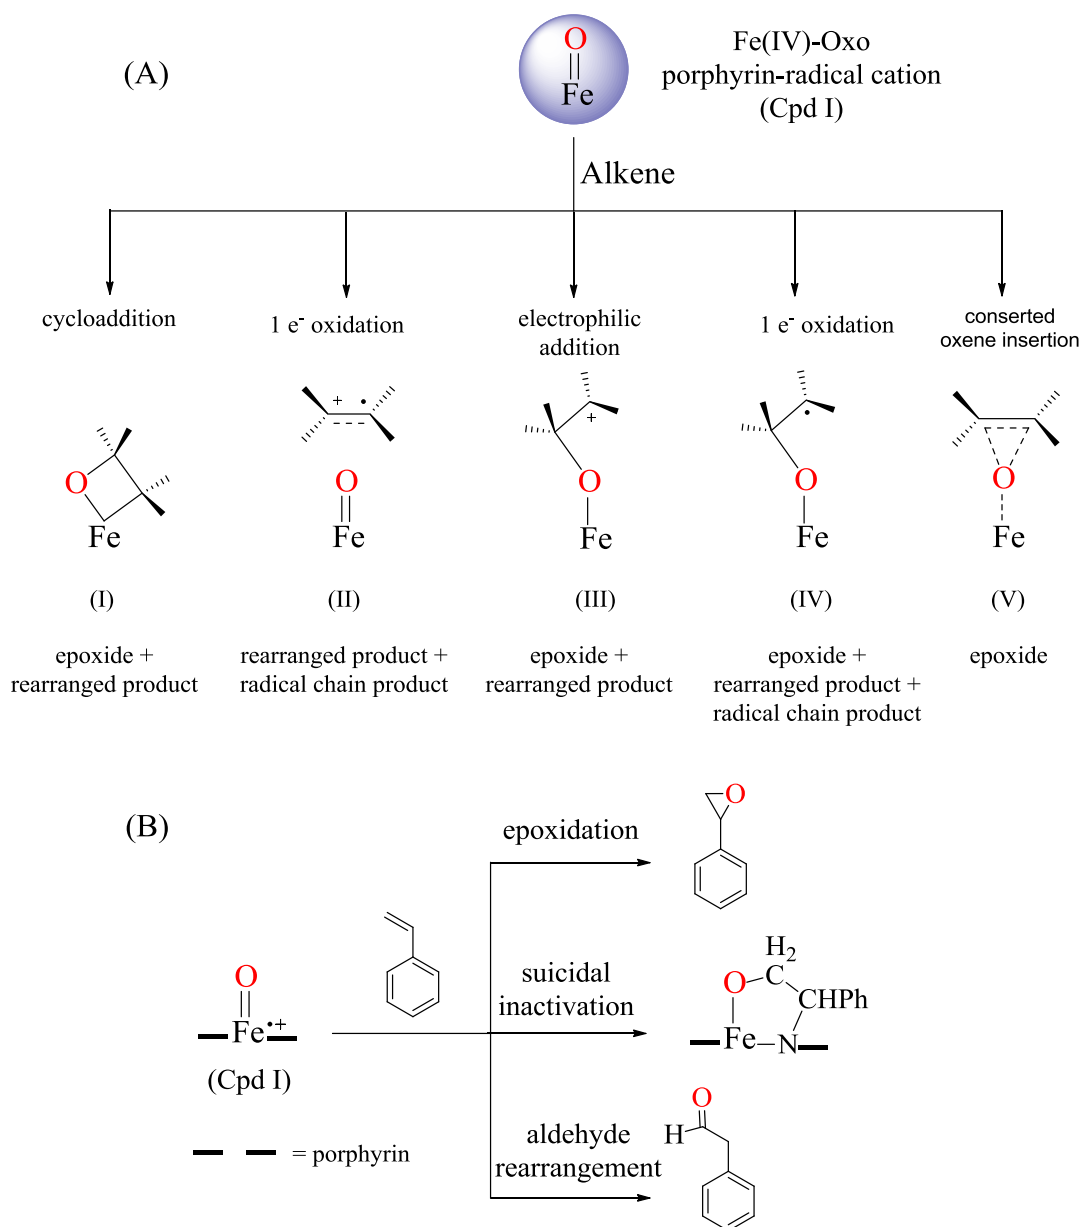 (A)
O
Fe
Fe(IV)-Oxo
porphyrin-radical cation
(Cpd I)
Alkene
cycloaddition
1 e- oxidation
electrophilic
addition
1 e- oxidation
conserted
oxene insertion
O
Fe
+ •
O
Fe
+
O
Fe
•
O
Fe
O
Fe
(I)
(II)
(III)
(IV)
(V)
epoxide +
rearranged product
rearranged product +
radical chain product
epoxide +
rearranged product
epoxide +
rearranged product +
radical chain product
epoxide
(B)
epoxidation
O
O
Fe•+
(Cpd I)
suicidal
inactivation
H2
O C
CHPh
Fe N
aldehyde
rearrangement
O
H
= porphyrin